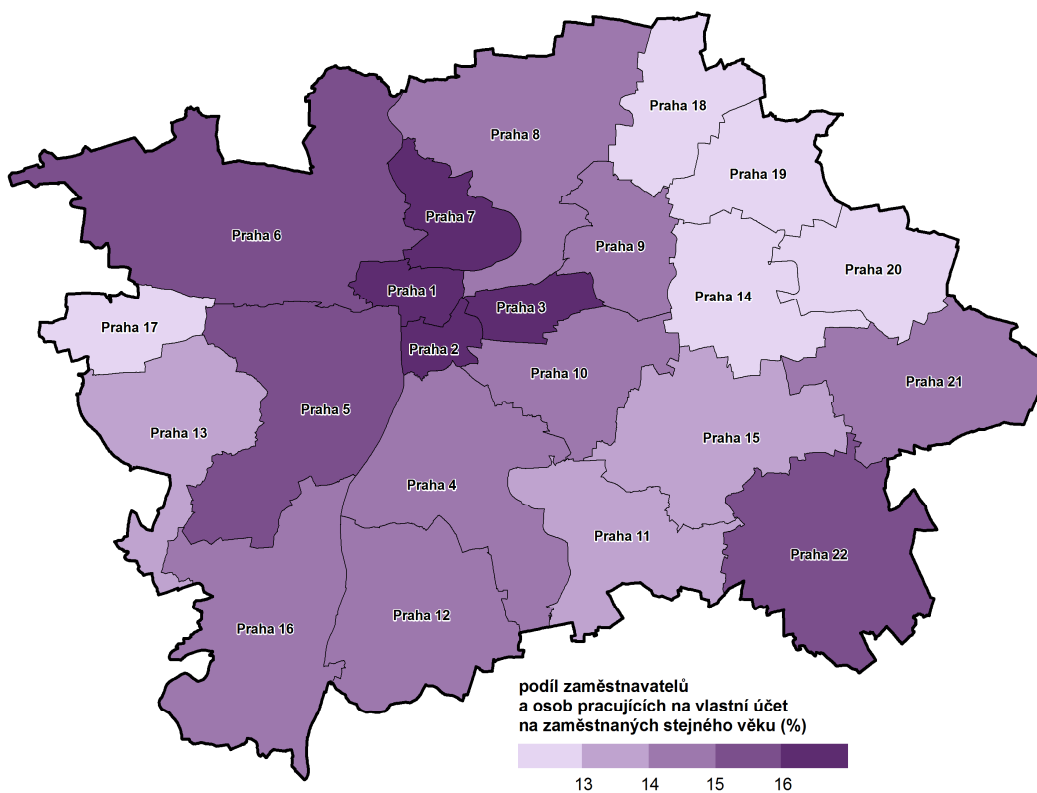 Praha 18
Praha 8
Praha 19
Praha 7
Praha 6
Praha 9
Praha 20
Praha 1
Praha 14
Praha 3
Praha 17
Praha 2
Praha 10
Praha 21
Praha 5
Praha 13
Praha 15
Praha 4
Praha 11
Praha 22
Praha 12
Praha 16
podíl zaměstnavatelů
a osob pracujících na vlastní účet
na zaměstnaných stejného věku (%)
13 14 15 16